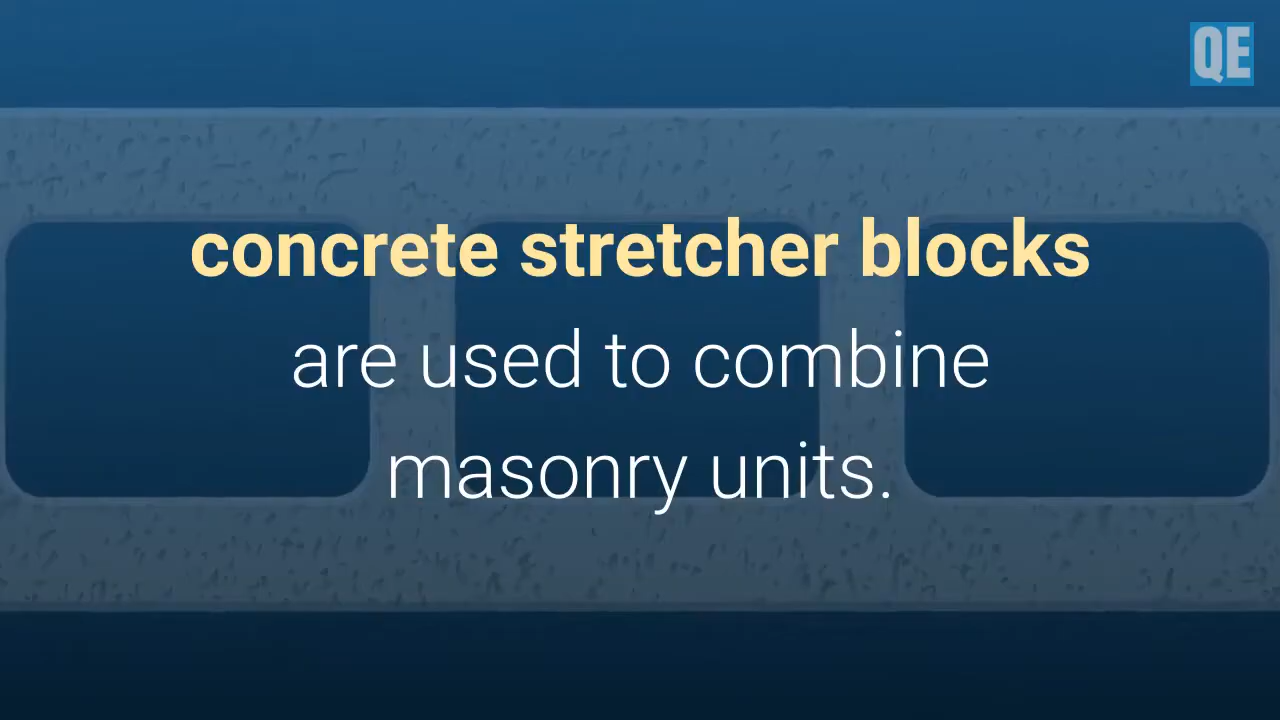 QE
concrete stretcher blocks
are used to combine
masonry units.